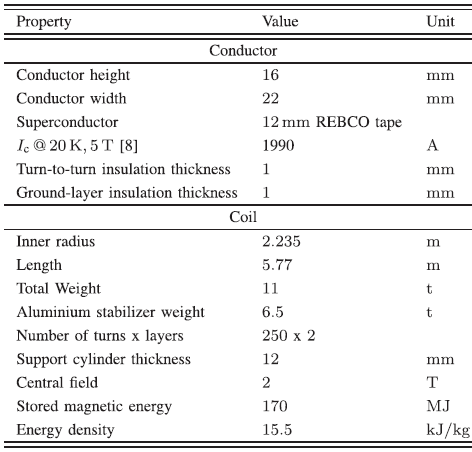 Property Value Unit
Conductor
Conductor height 16 mm
Conductor width 22 mm
Superconductor 12 mm REBCO tape
Ic @ 20 K, 5 T [8] 1990 A
Turn-to-turn insulation thickness 1 mm
Ground-layer insulation thickness 1 mm
Coil
Inner radius 2.235 m
Length 5.77 m
Total Weight 11 t
Aluminium stabilizer weight 6.5 t
Number of turns x layers 250 x 2
Support cylinder thickness 12 mm
Central field 2 T
Stored magnetic energy 170 MJ
Energy density 15.5 kJ/kg